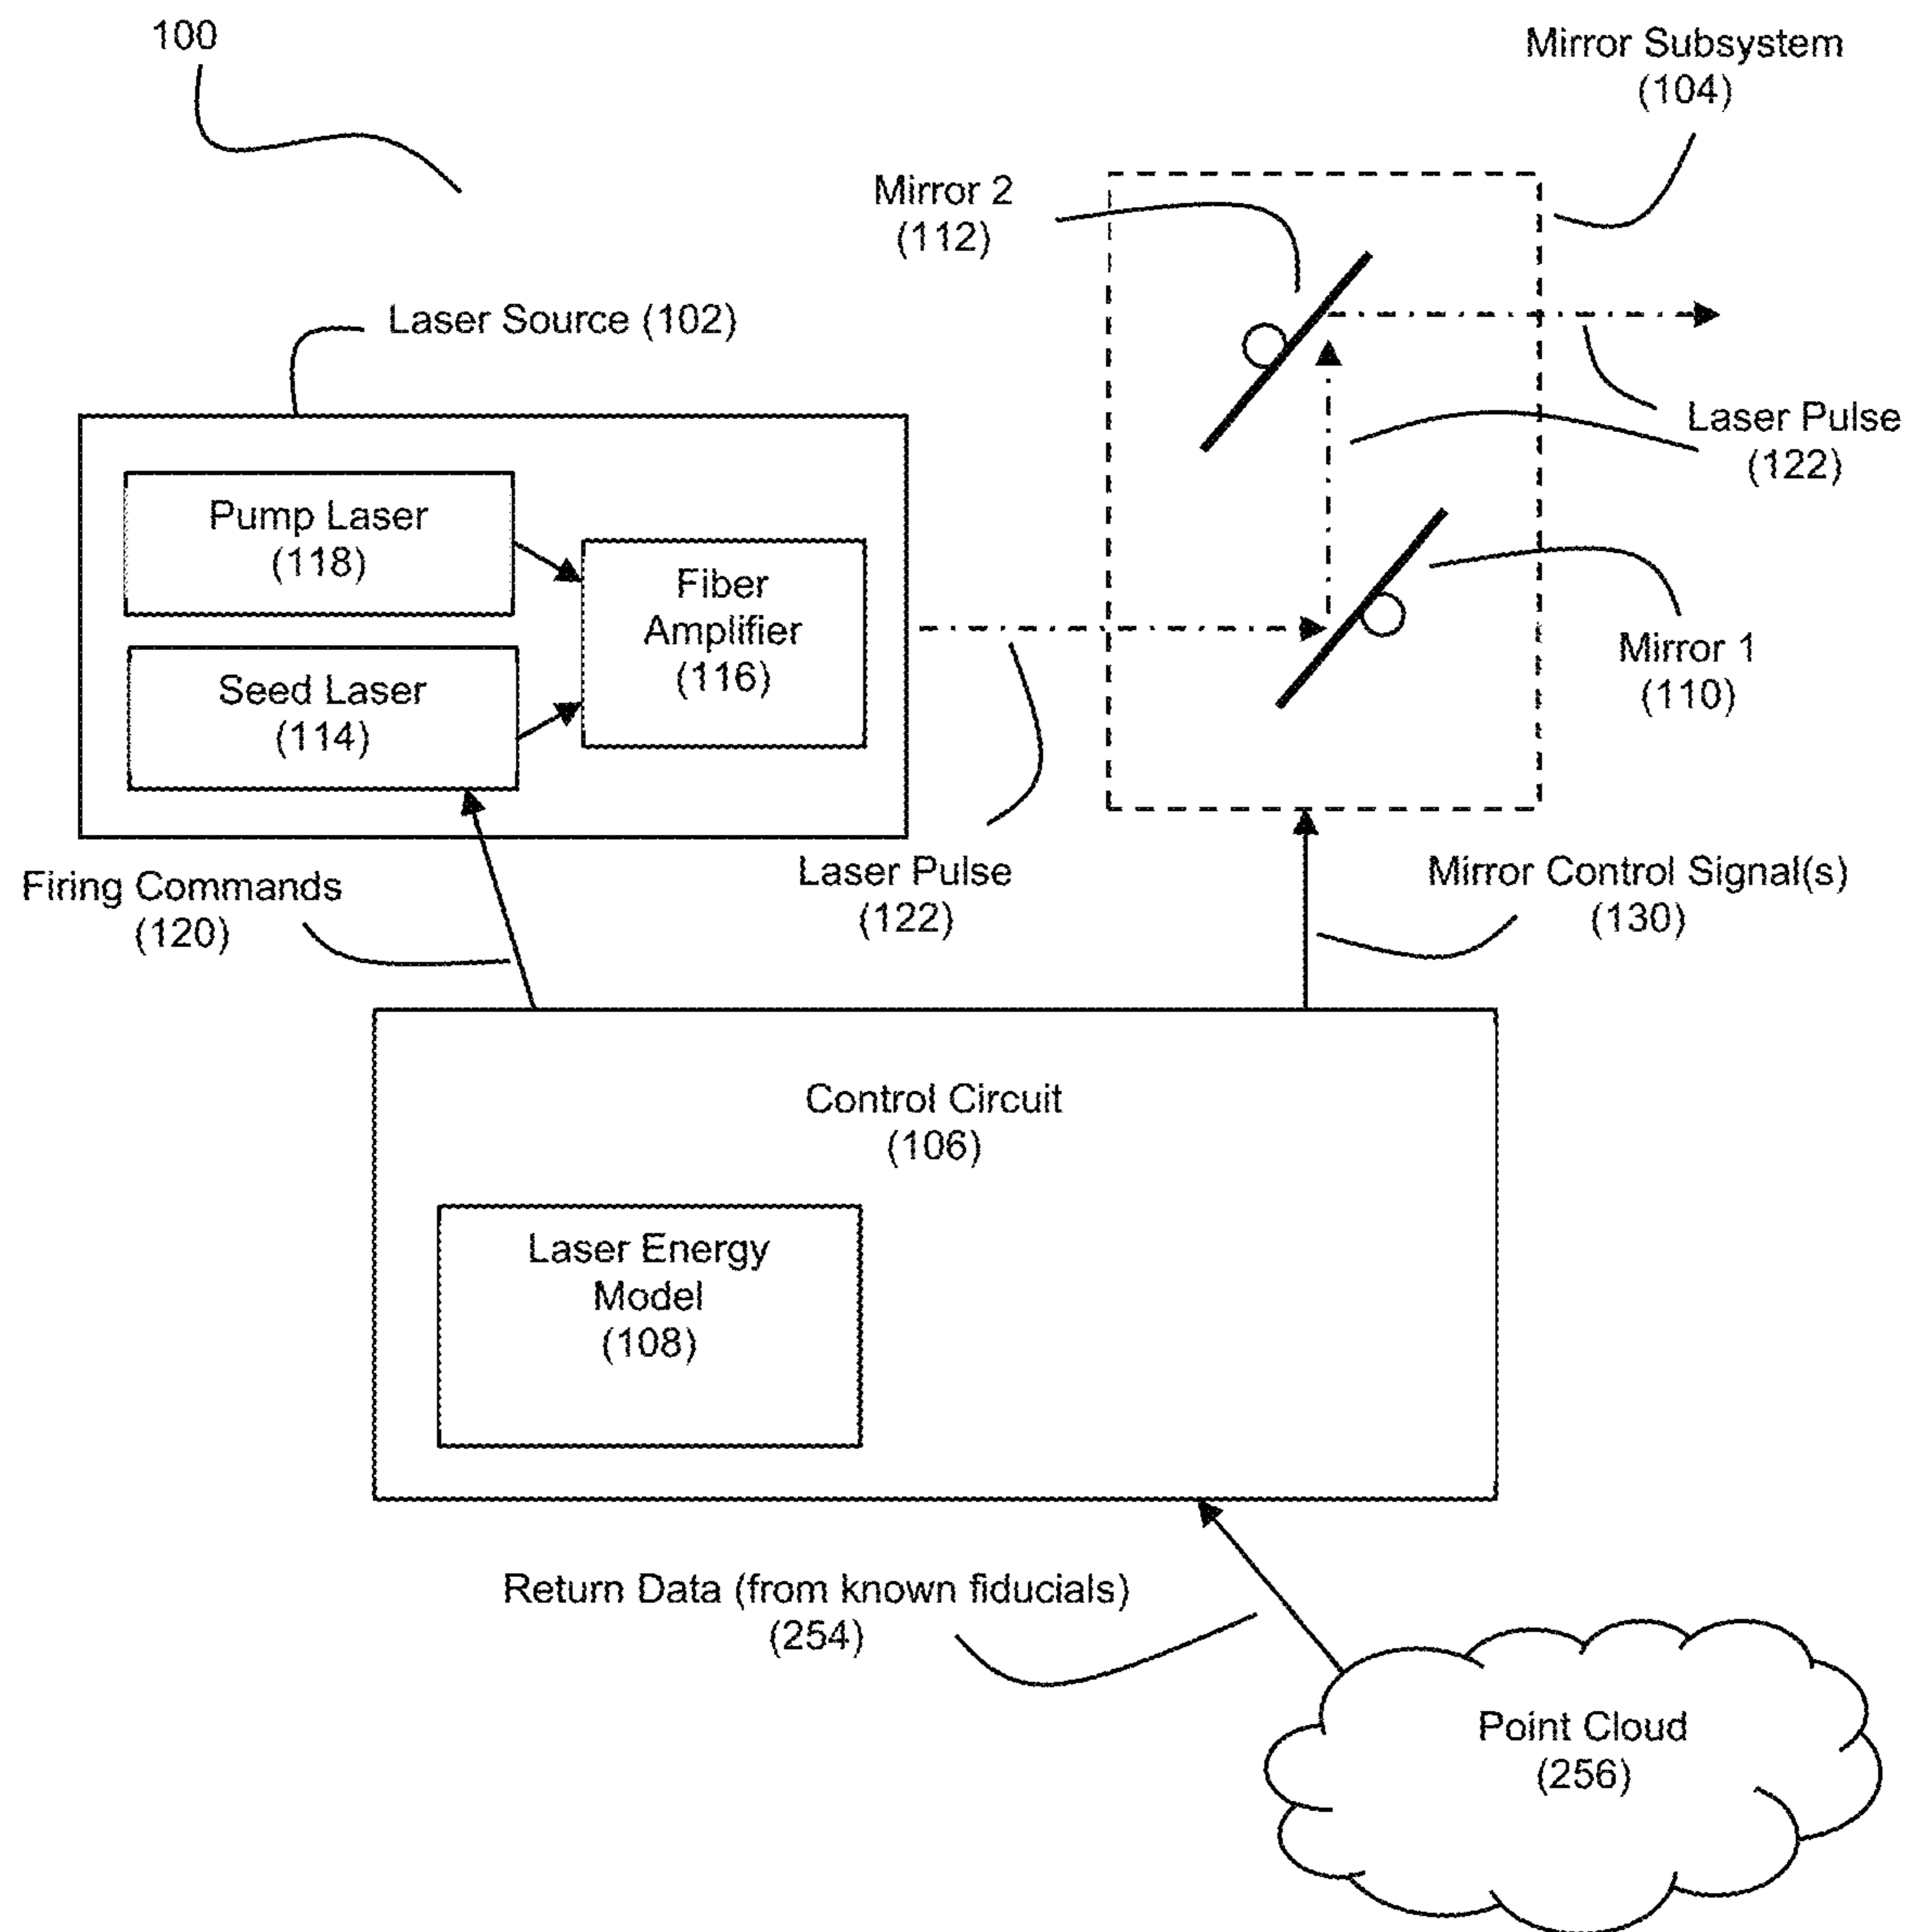 100
Mirror Subsystem
(104)
Mirror 2
(112)
Laser Source (102)
Laser Pulse
(122)
Pump Laser
(118)
Fiber
Amplifier
(116)
Seed Laser
(114)
Mirror 1
(110)
Firing Commands
(120)
Laser Pulse
(122)
Mirror Control Signal(s)
(130)
Control Circuit
(106)
Laser Energy
Model
(108)
Return Data (from known fiducials)
(254)
Point Cloud
(256)